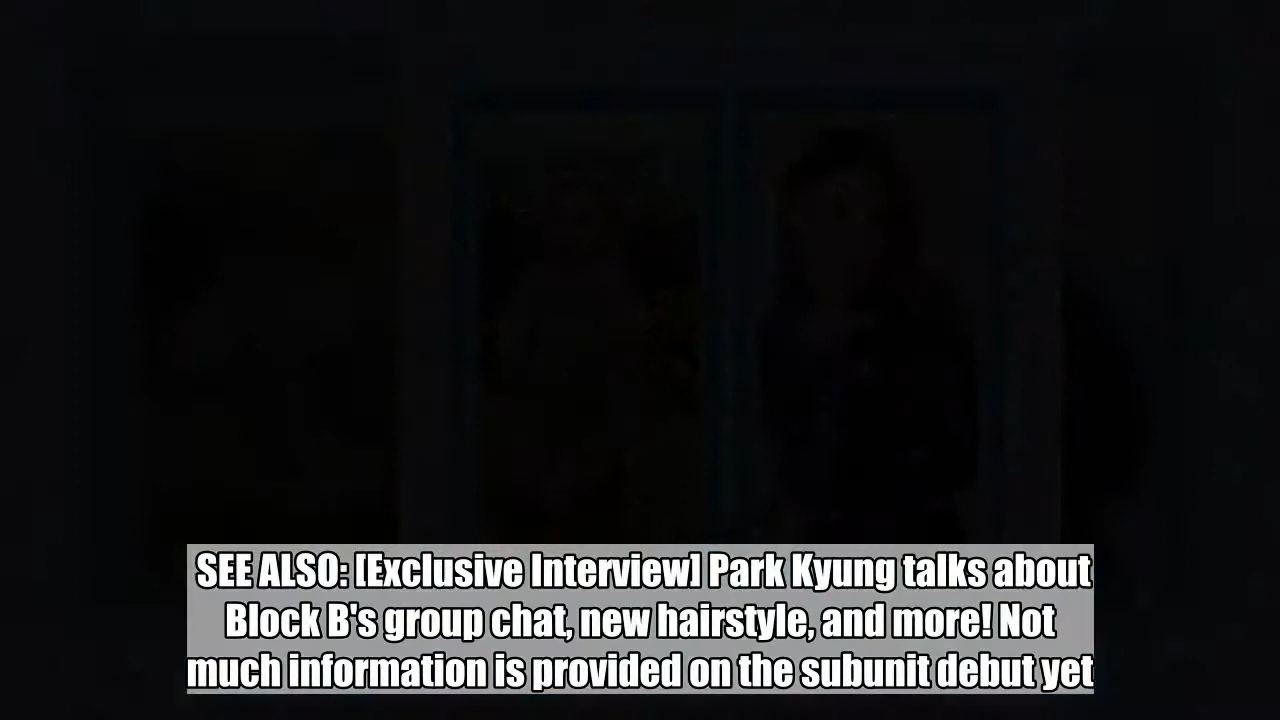 SEE ALSO: [Exclusive Interview] Park Kyung talks about
Block B's group chat, new hairstyle, and more! Not
much information is provided on the subunit debut yet